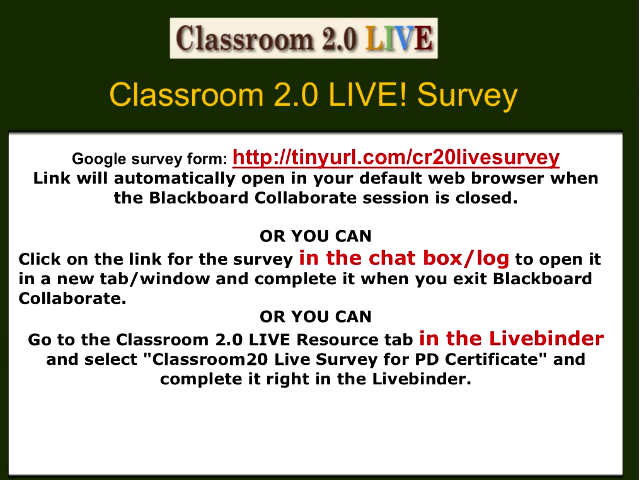 Classroom 2.0 LIVE
Classroom 2.0 LIVE! Survey
Google survey form: http://tinyurl.com/cr20livesurvey
Link will automatically open in your default web browser when
the Blackboard Collaborate session is closed.
OR YOU CAN
Click on the link for the survey in the chat box/log to open it
in a new tab/window and complete it when you exit Blackboard
Collaborate.
OR YOU CAN
Go to the Classroom 2.0 LIVE Resource tab in the Livebinder
and select "Classroom20 Live Survey for PD Certificate" and
complete it right in the Livebinder.